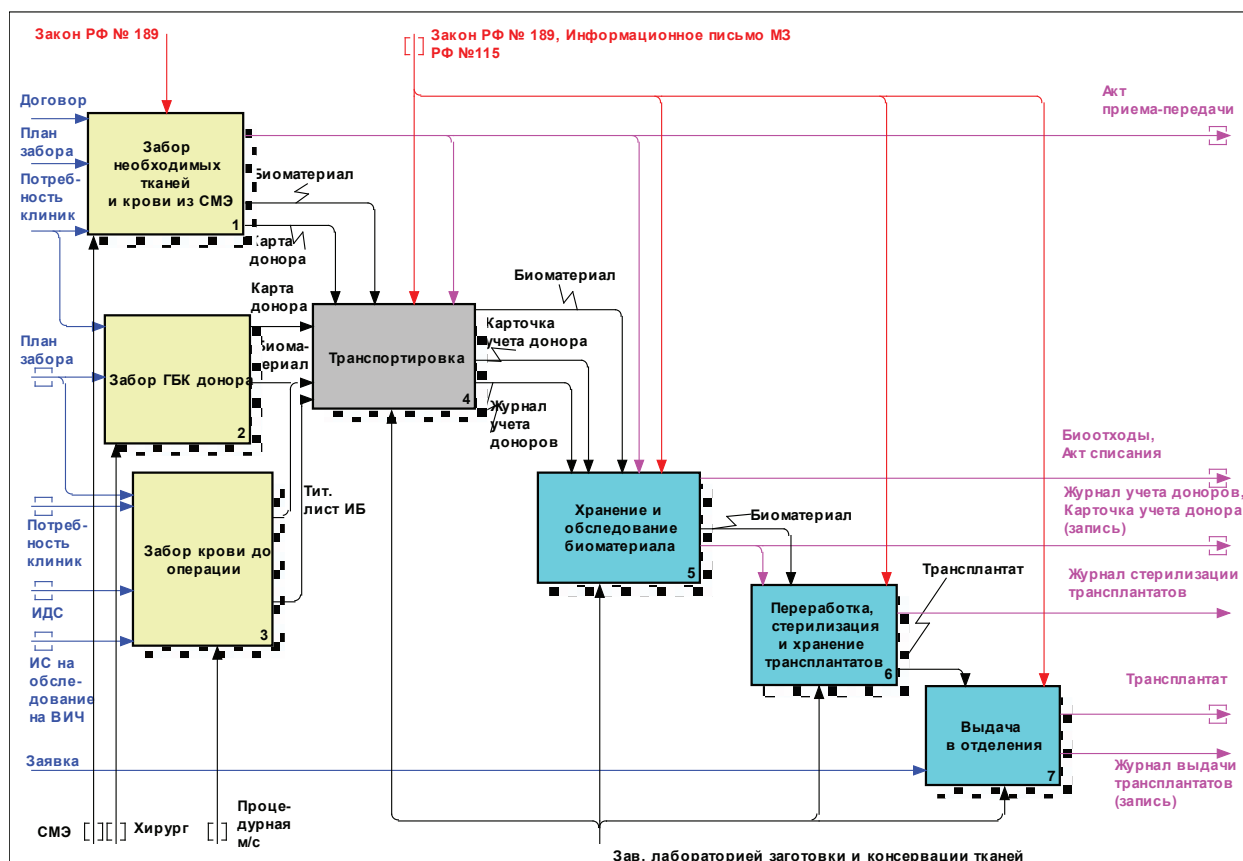 Закон РФ № 189
Закон РФ № 189, Информационное письмо МЗ
РФ №115
Акт
приема-передачи
Договор
План
забора
Потреб-
ность
клиник
Забор
необходимых
тканей
и крови из СМЭ
1
Биоматериал
Карта
донора
Карта
донора
Биома-
териал
План
забора
Забор ГБК донора
2
Транспортировка
4
Биоматериал
Карточка
учета донора
Журнал
учета
доноров
Биоотходы,
Акт списания
Журнал учета доноров,
Карточка учета донора
(запись)
Тит.
лист ИБ
Хранение и
обследование
биоматериала
5
Биоматериал
Потреб-
ность
клиник
Забор крови до
операции
3
ИДС
ИС на
обсле-
дование
на ВИЧ
Трансплантат
Журнал стерилизации
трансплантатов
Переработка,
стерилизация
и хранение
трансплантатов
6
Трансплантат
Выдача
в отделения
7
Заявка
Журнал выдачи
трансплантатов
(запись)
СМЭ
Хирург
Проце-
дурная
м/с
Зав. лабораторией заготовки и консервации тканей